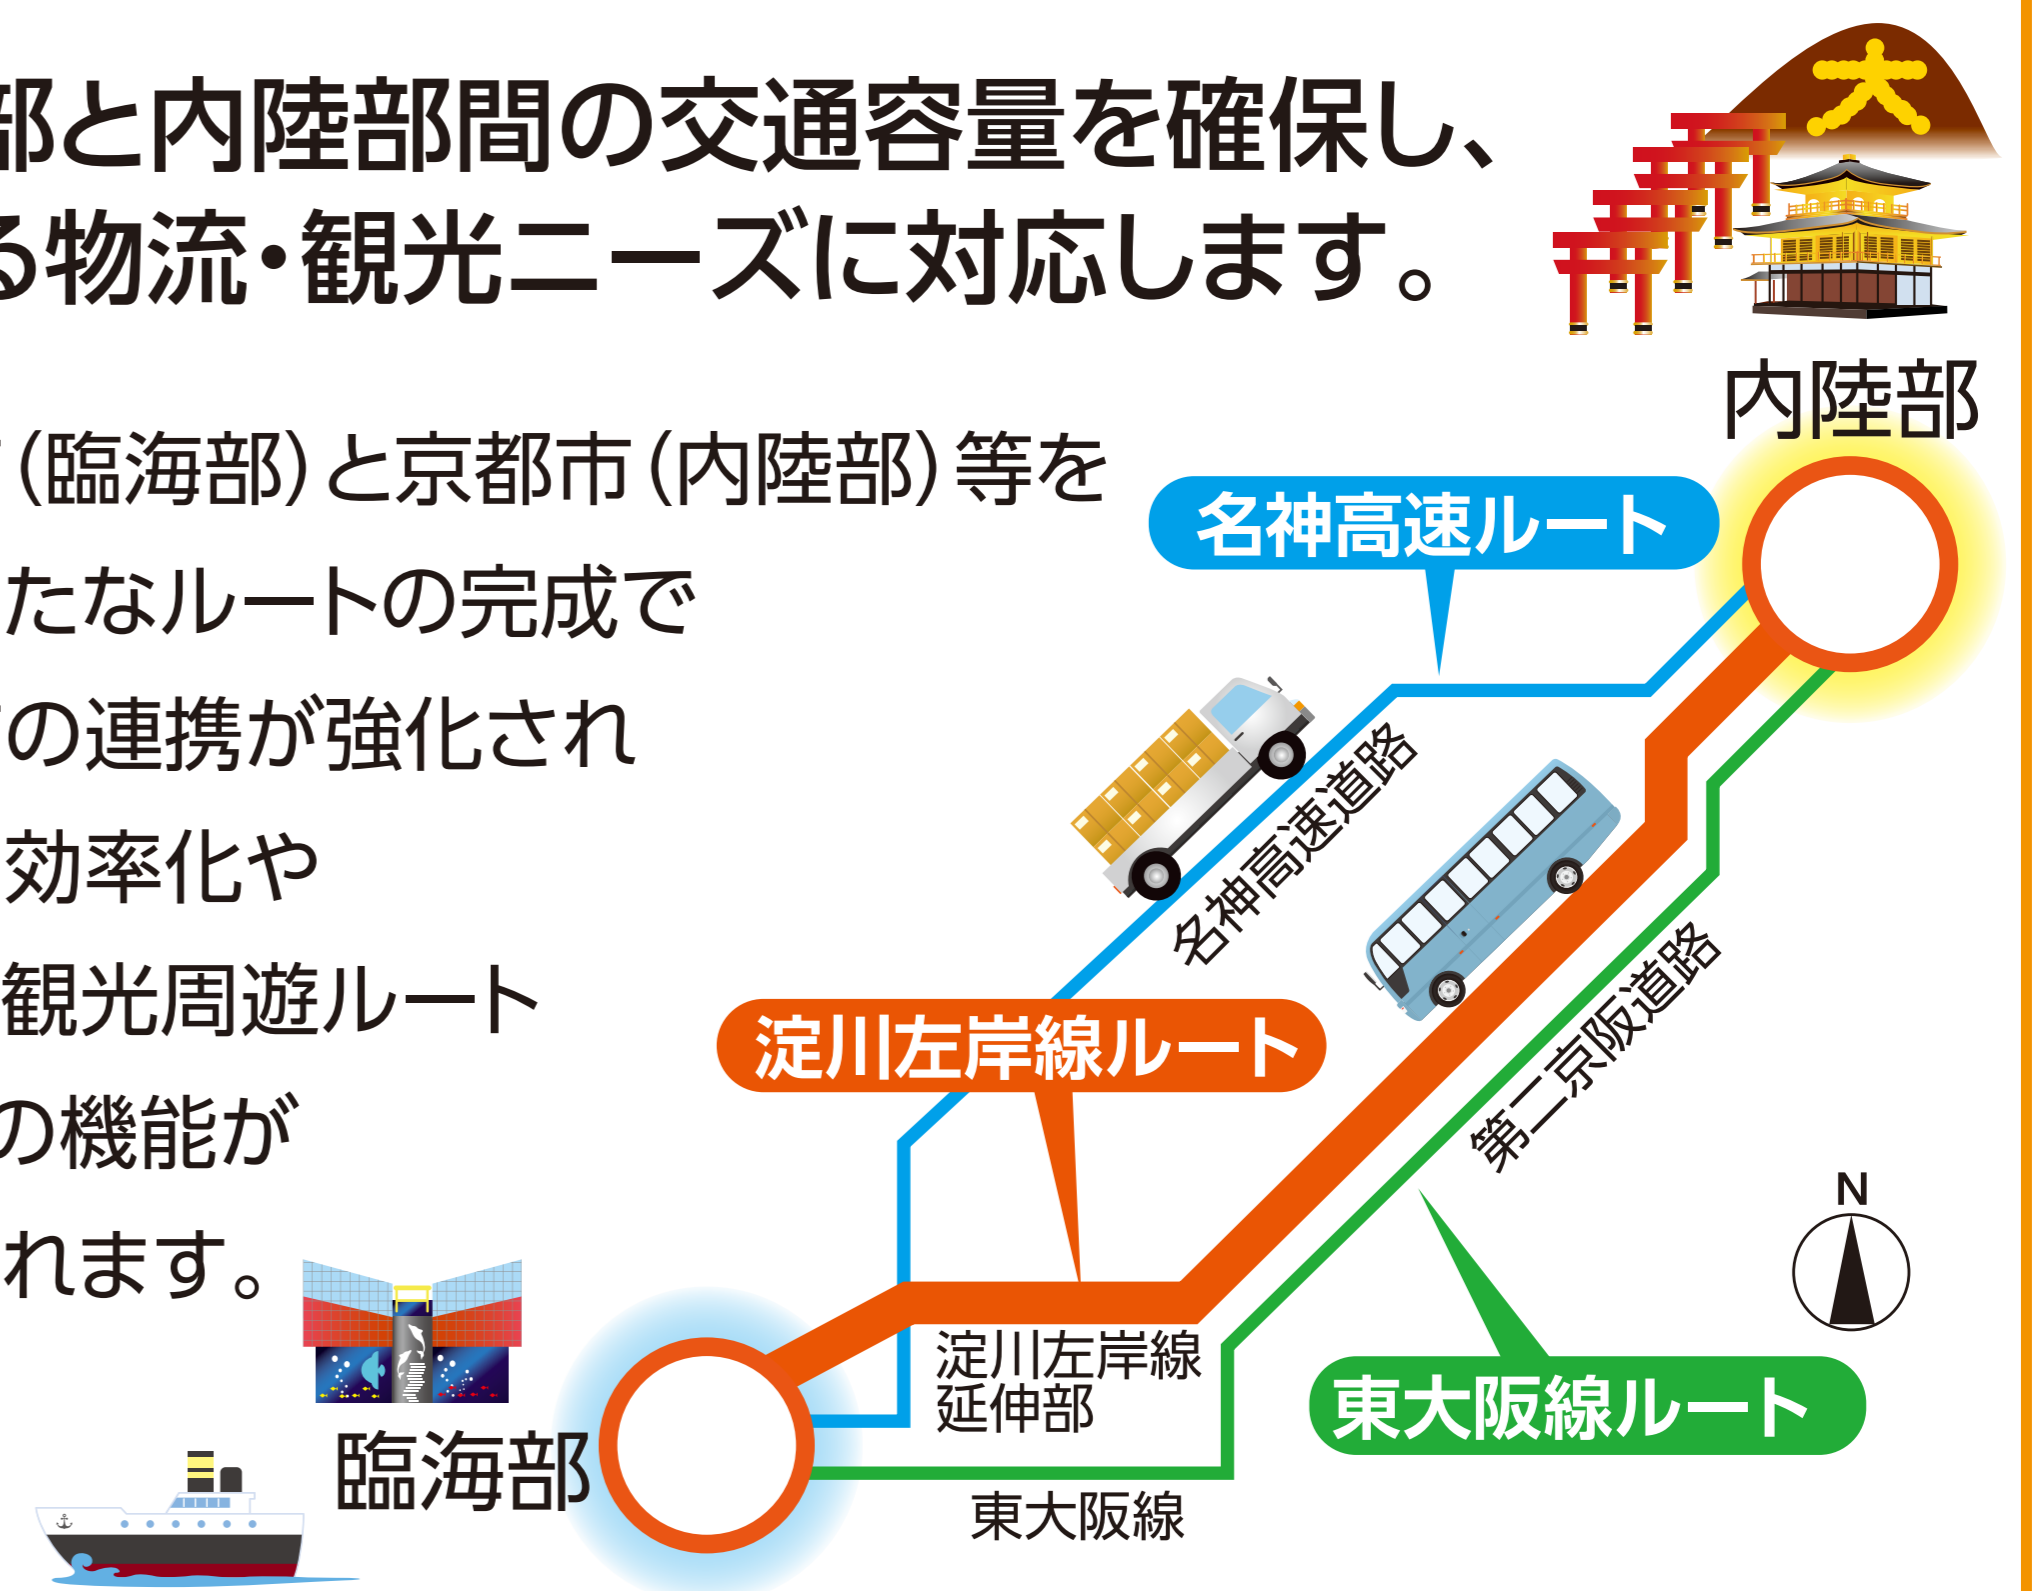 部と内陸部間の交通容量を確保し、
る物流・観光ニーズに対応します。
内陸部
（臨海部）と京都市（内陸部）等を
名神高速ルート
たなルートの完成で
の連携が強化され
名神高速道路
効率化や
観光周遊ルート
淀川左岸線ルート
第二京阪道路
の機能が
N
れます。
淀川左岸線
延伸部
東大阪線ルート
臨海部
東大阪線